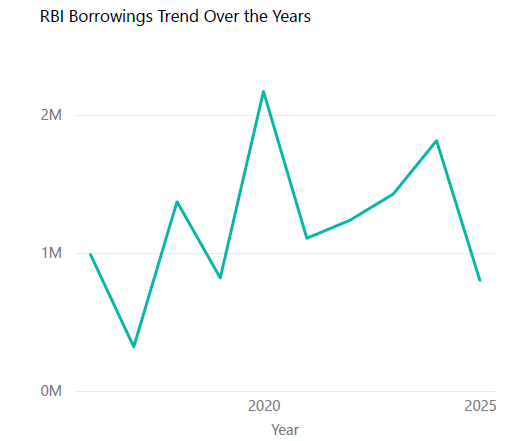 RBI Borrowings Trend Over the Years
2M
1M
0M
2020 2025
Year